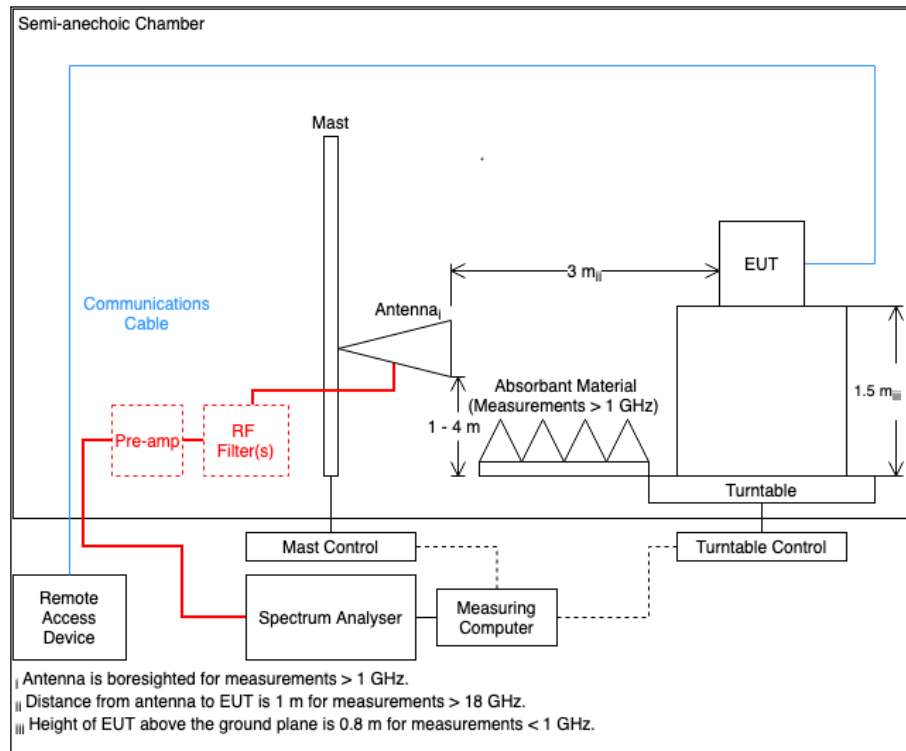 Semi-anechoic Chamber
Mast
EUT
3 m ii
Communications
Cable
Antenna i
Absorbant Material
(Measurements > 1 GHz)
1.5 m iii
1 - 4 m
Pre-amp
RF
Filter(s)
Turntable
Mast Control
Turntable Control
Remote
Access
Device
Spectrum Analyser
Measuring
Computer
i Antenna is boresighted for measurements > 1 GHz.
ii Distance from antenna to EUT is 1 m for measurements > 18 GHz.
iii Height of EUT above the ground plane is 0.8 m for measurements < 1 GHz.